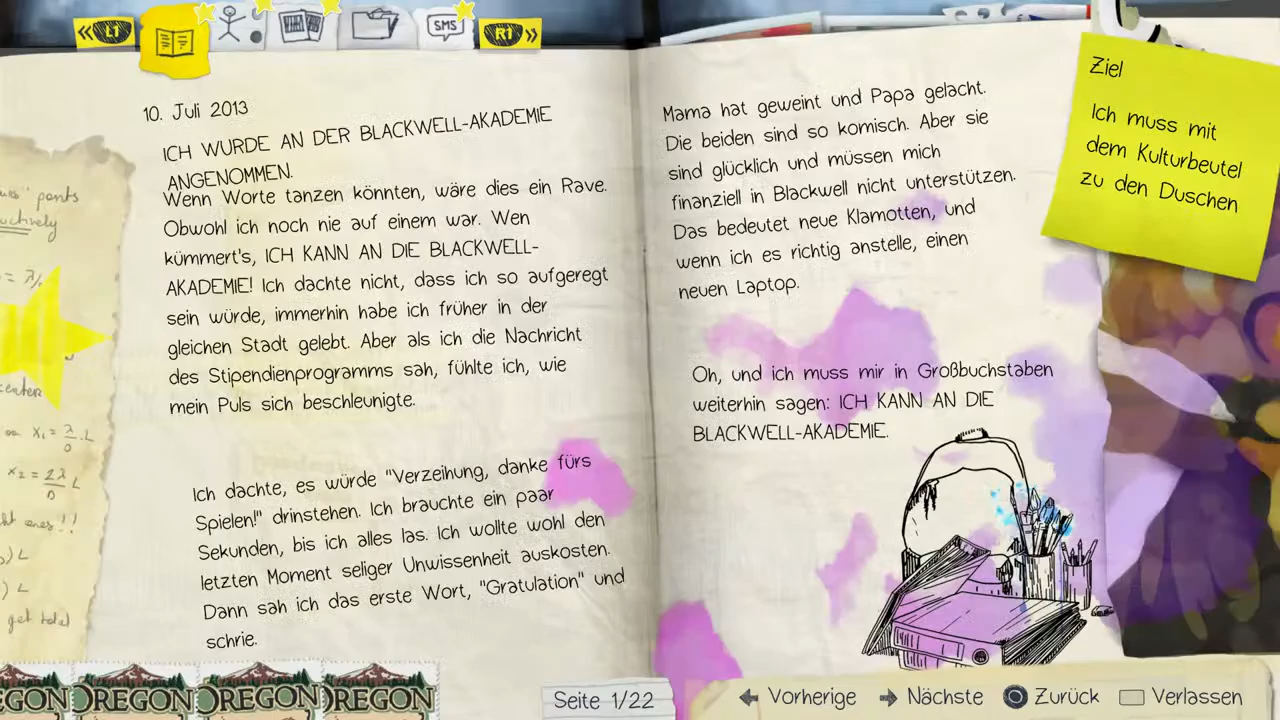 L1
SMS
R1
10. Juli 2013
ICH WURDE AN DER BLACKWELL-AKADEMIE
ANGENOMMEN.
Wenn Worte tanzen könnten, wäre dies ein Rave.
Obwohl ich noch nie auf einem war. Wen
kümmert's, ICH KANN AN DIE BLACKWELL-
AKADEMIE! Ich dachte nicht, dass ich so aufgeregt
sein würde, immerhin habe ich früher in der
gleichen Stadt gelebt. Aber als ich die Nachricht
des Stipendienprogramms sah, fühlte ich, wie
mein Puls sich beschleunigte.
Ich dachte, es würde "Verzeihung, danke fürs
Spielen!" drinstehen. Ich brauchte ein paar
Sekunden, bis ich alles las. Ich wollte wohl den
letzten Moment seliger Unwissenheit auskosten.
Dann sah ich das erste Wort, "Gratulation" und
schrie.
Mama hat geweint und Papa gelacht.
Die beiden sind so komisch. Aber sie
sind glücklich und müssen mich
finanziell in Blackwell nicht unterstützen.
Das bedeutet neue Klamotten, und
wenn ich es richtig anstelle, einen
neuen Laptop.
Oh, und ich muss mir in Großbuchstaben
weiterhin sagen: ICH KANN AN DIE
BLACKWELL-AKADEMIE.
Ziel
Ich muss mit
dem Kulturbeutel
zu den Duschen
pants
x₁ = λ/D . L
x₂ = 2λ/D L
get total
EGON OREGON OREGON OREGON
Seite 1/22
Vorherige Nächste Zurück Verlassen